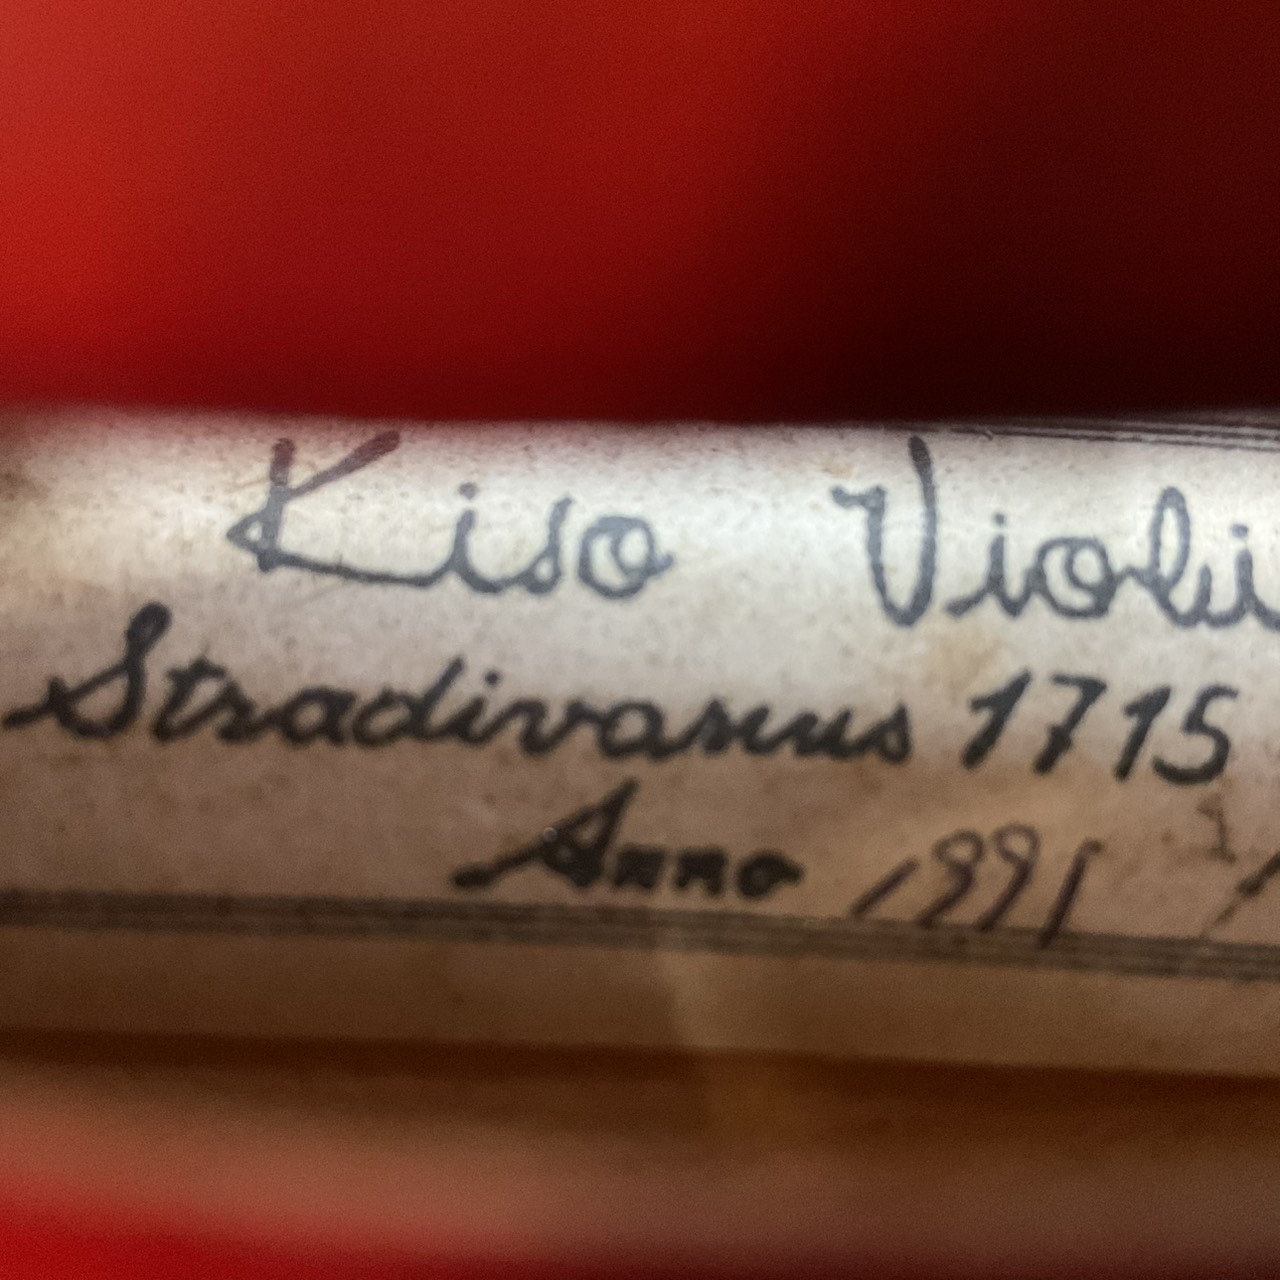 Kiso Violi
Stradivarius 1715
Anno 1991